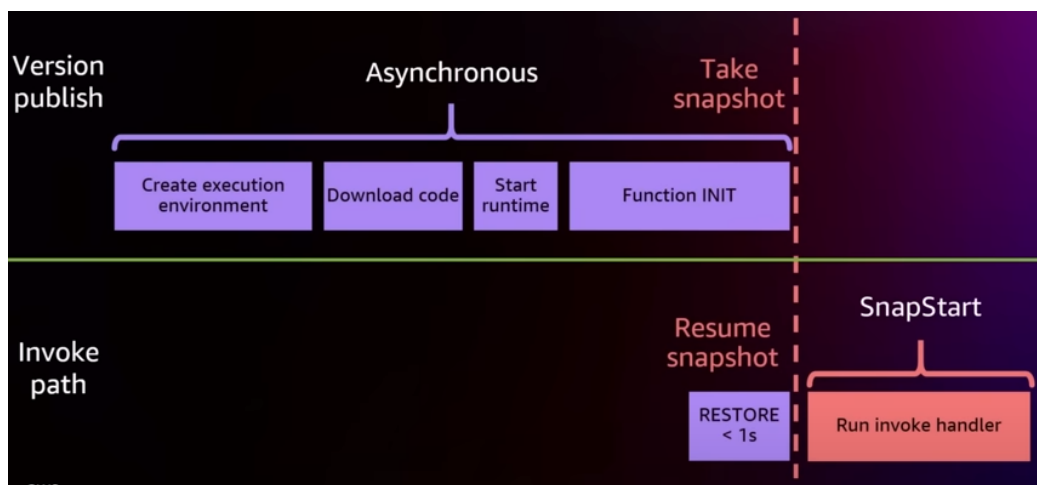 Version
publish
Asynchronous
Take
snapshot
Create execution
environment
Download code
Start
runtime
Function INIT
Invoke
path
Resume
snapshot
SnapStart
RESTORE
< 1s
Run invoke handler